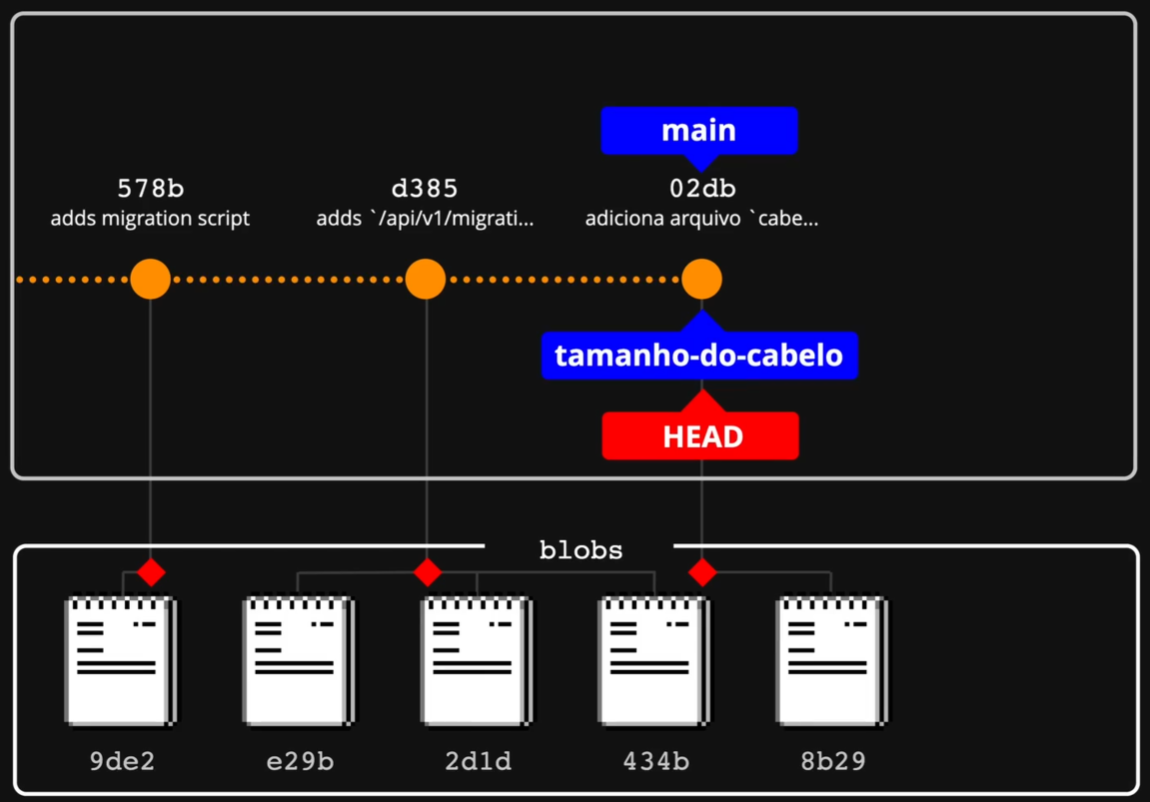 main
578b
adds migration script
d385
adds `/api/v1/migrati...
02db
adiciona arquivo `cabe...
tamanho-do-cabelo
HEAD
blobs
9de2
e29b
2d1d
434b
8b29